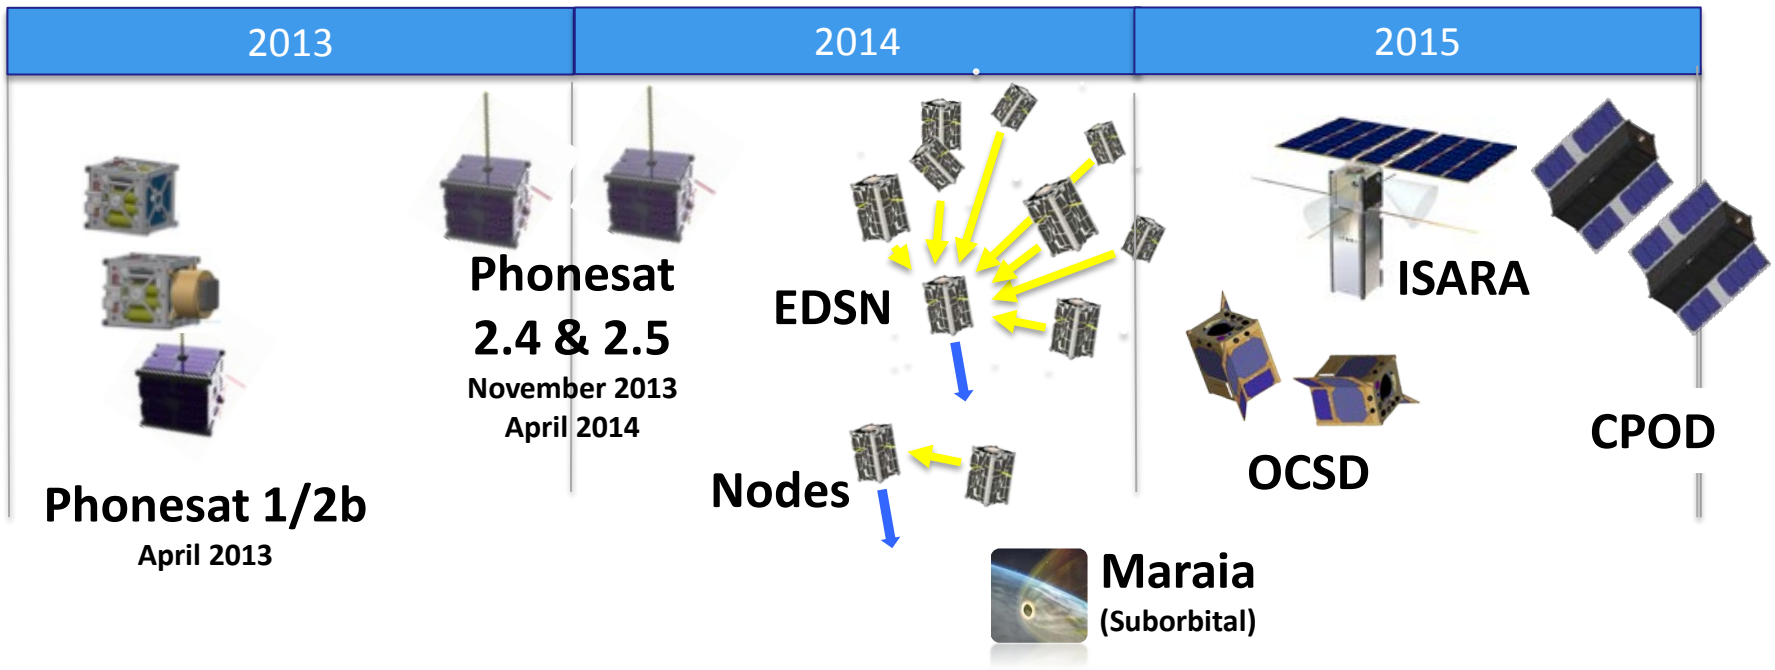 2013
2014
2015
Phonesat 1/2b
April 2013
Phonesat
2.4 & 2.5
November 2013
April 2014
EDSN
Nodes
Maraia
(Suborbital)
ISARA
OCSD
CPOD